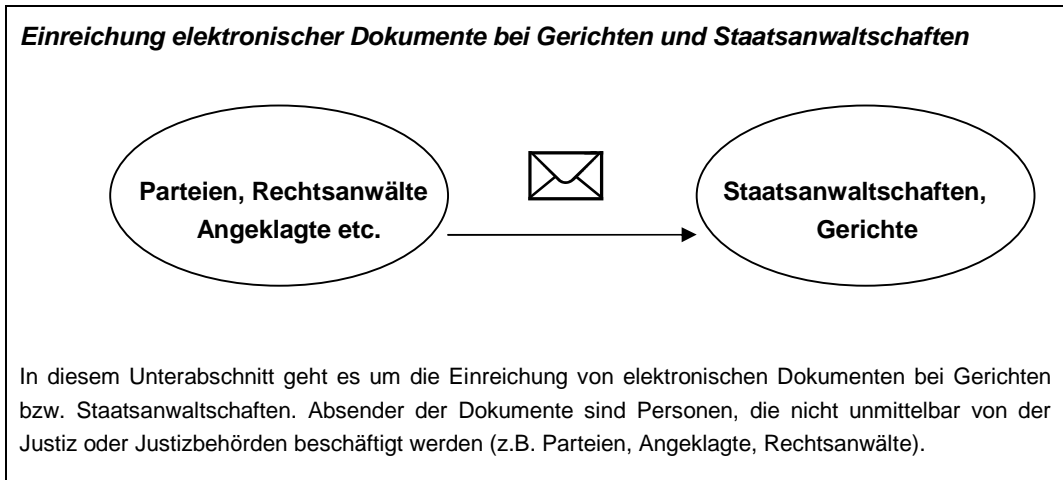 Einreichung elektronischer Dokumente bei Gerichten und Staatsanwaltschaften
Parteien, Rechtsanwälte
Angeklagte etc.
Staatsanwaltschaften,
Gerichte
In diesem Unterabschnitt geht es um die Einreichung von elektronischen Dokumenten bei Gerichten
bzw. Staatsanwaltschaften. Absender der Dokumente sind Personen, die nicht unmittelbar von der
Justiz oder Justizbehörden beschäftigt werden (z.B. Parteien, Angeklagte, Rechtsanwälte).